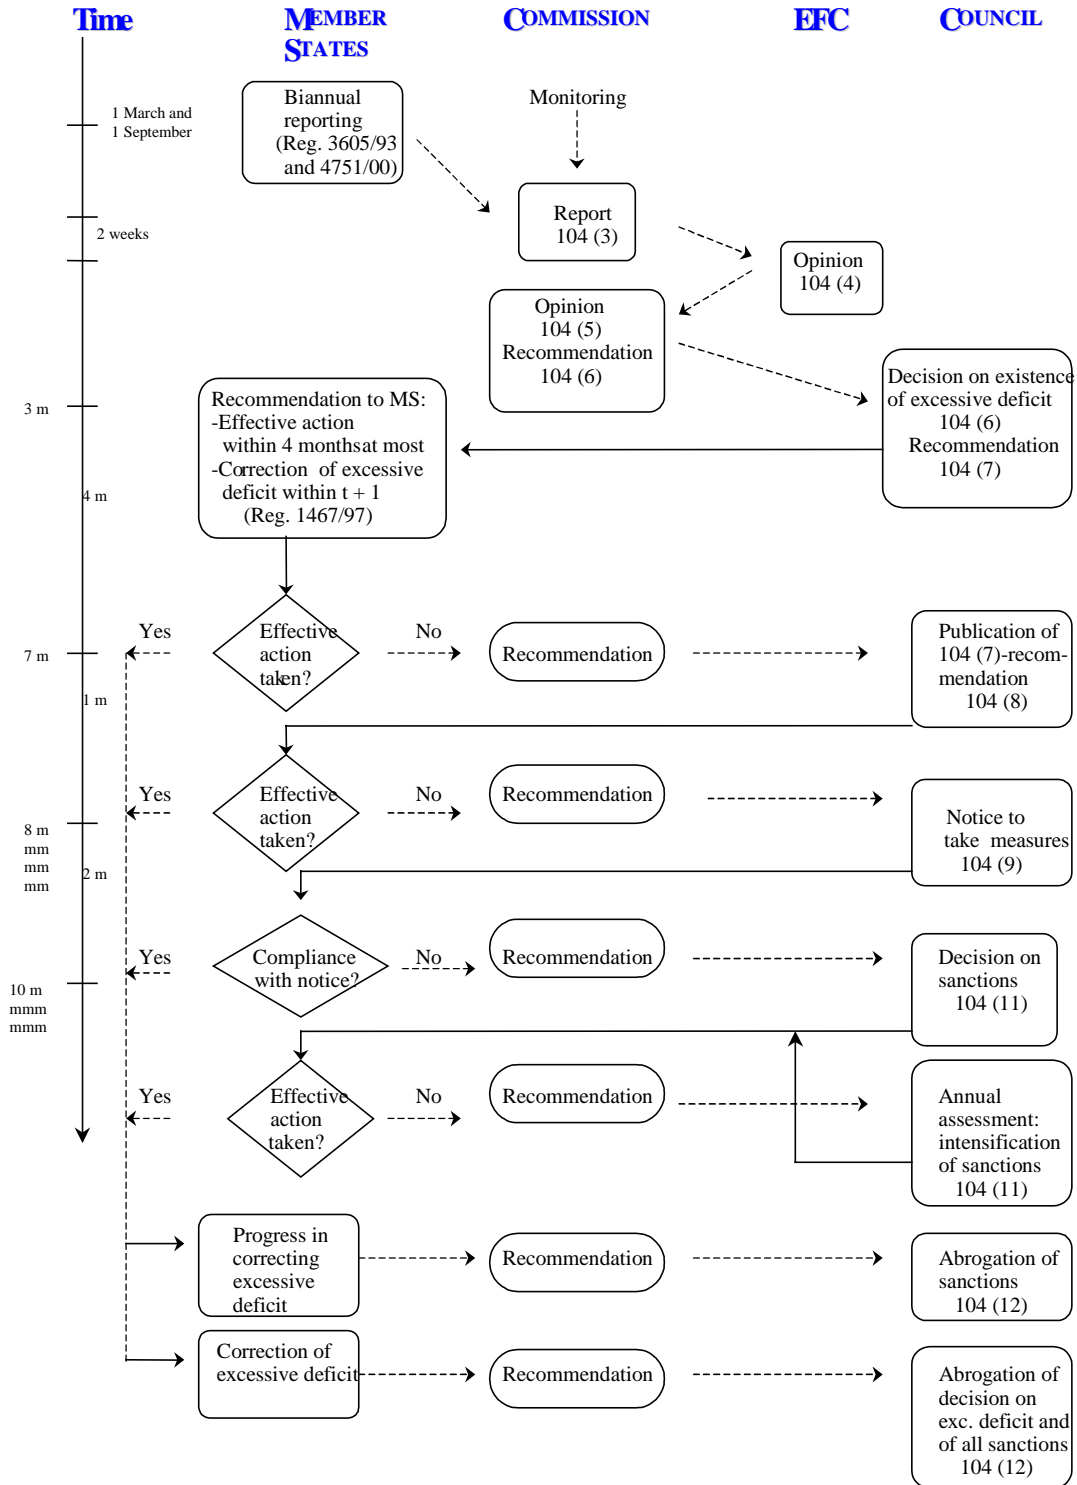 Time
MEMBER STATES
COMMISSION
EFC
COUNCIL
1 March and
1 September
Biannual
reporting
(Reg. 3605/93
and 4751/00)
Monitoring
Report
104 (3)
2 weeks
Opinion
104 (4)
Opinion
104 (5)
Recommendation
104 (6)
Decision on existence
of excessive deficit
104 (6)
Recommendation
104 (7)
3 m
Recommendation to MS:
-Effective action
within 4 monthsat most
-Correction of excessive
deficit within t + 1
(Reg. 1467/97)
4 m
Yes
Effective
action
taken?
No
Recommendation
Publication of
104 (7)-recom-
mendation
104 (8)
7 m
1 m
Yes
Effective
action
taken?
No
Recommendation
Notice to
take measures
104 (9)
8 m
mm
mm
mm
2 m
Yes
Compliance
with notice?
No
Recommendation
Decision on
sanctions
104 (11)
10 m
mmm
mmm
Yes
Effective
action
taken?
No
Recommendation
Annual
assessment:
intensification
of sanctions
104 (11)
Progress in
correcting
excessive
deficit
Recommendation
Abrogation of
sanctions
104 (12)
Correction of
excessive deficit
Recommendation
Abrogation of
decision on
exc. deficit and
of all sanctions
104 (12)